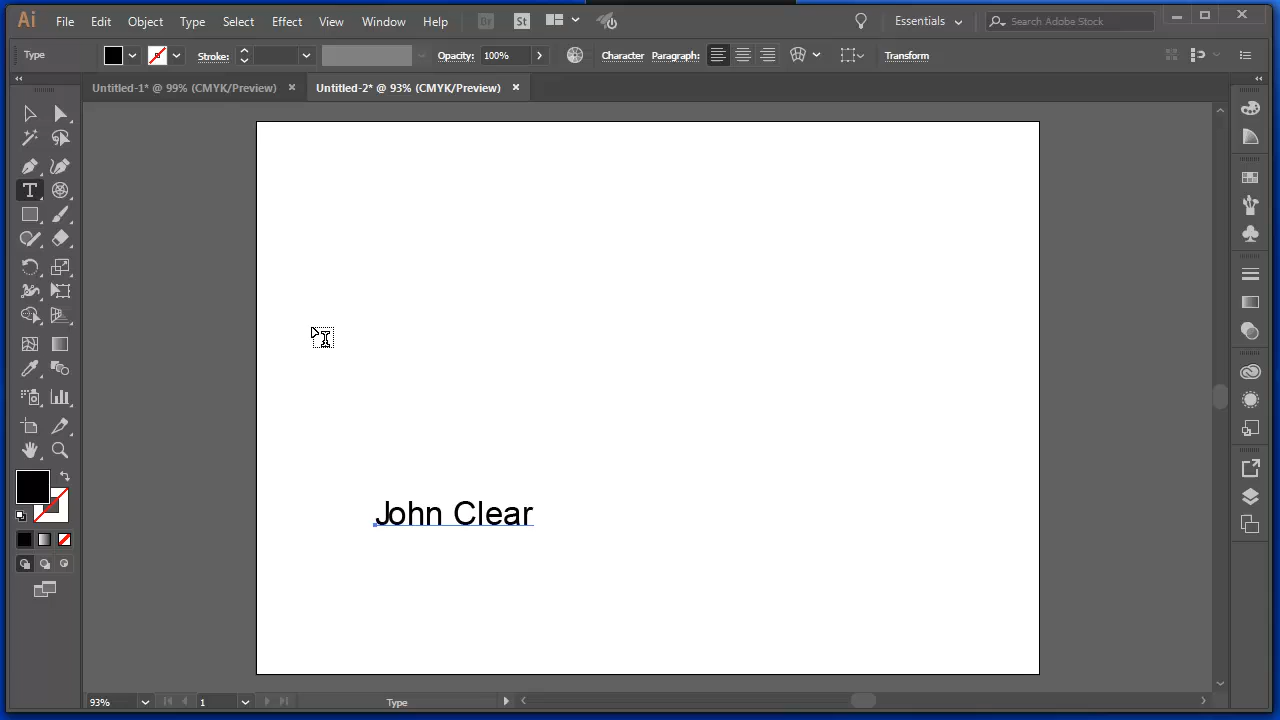 Ai File Edit Object Type Select Effect View Window Help Br St Essentials Search Adobe Stock
Type Stroke: Opacity: 100% Character Paragraph: Transform
Untitled-1* @ 99% (CMYK/Preview) Untitled-2* @ 93% (CMYK/Preview)
John Clear
93% 1 Type